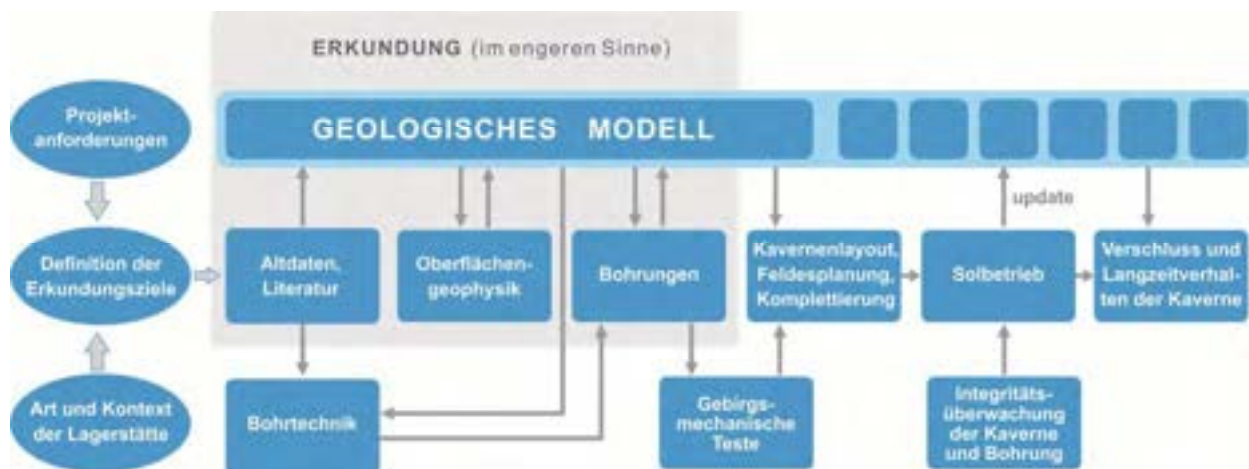 ERKUNDUNG (im engeren Sinne)
Projekt-
anforderungen
GEOLOGISCHES MODELL
update
Definition der
Erkundungsziele
Altdaten,
Literatur
Oberflächen-
geophysik
Bohrungen
Kavernenlayout,
Feldesplanung,
Komplettierung
Solbetrieb
Verschluss und
Langzeitverhal-
ten der Kaverne
Art und Kontext
der Lagerstätte
Bohrtechnik
Gebirgs-
mechanische
Teste
Integritäts-
überwachung
der Kaverne
und Bohrung